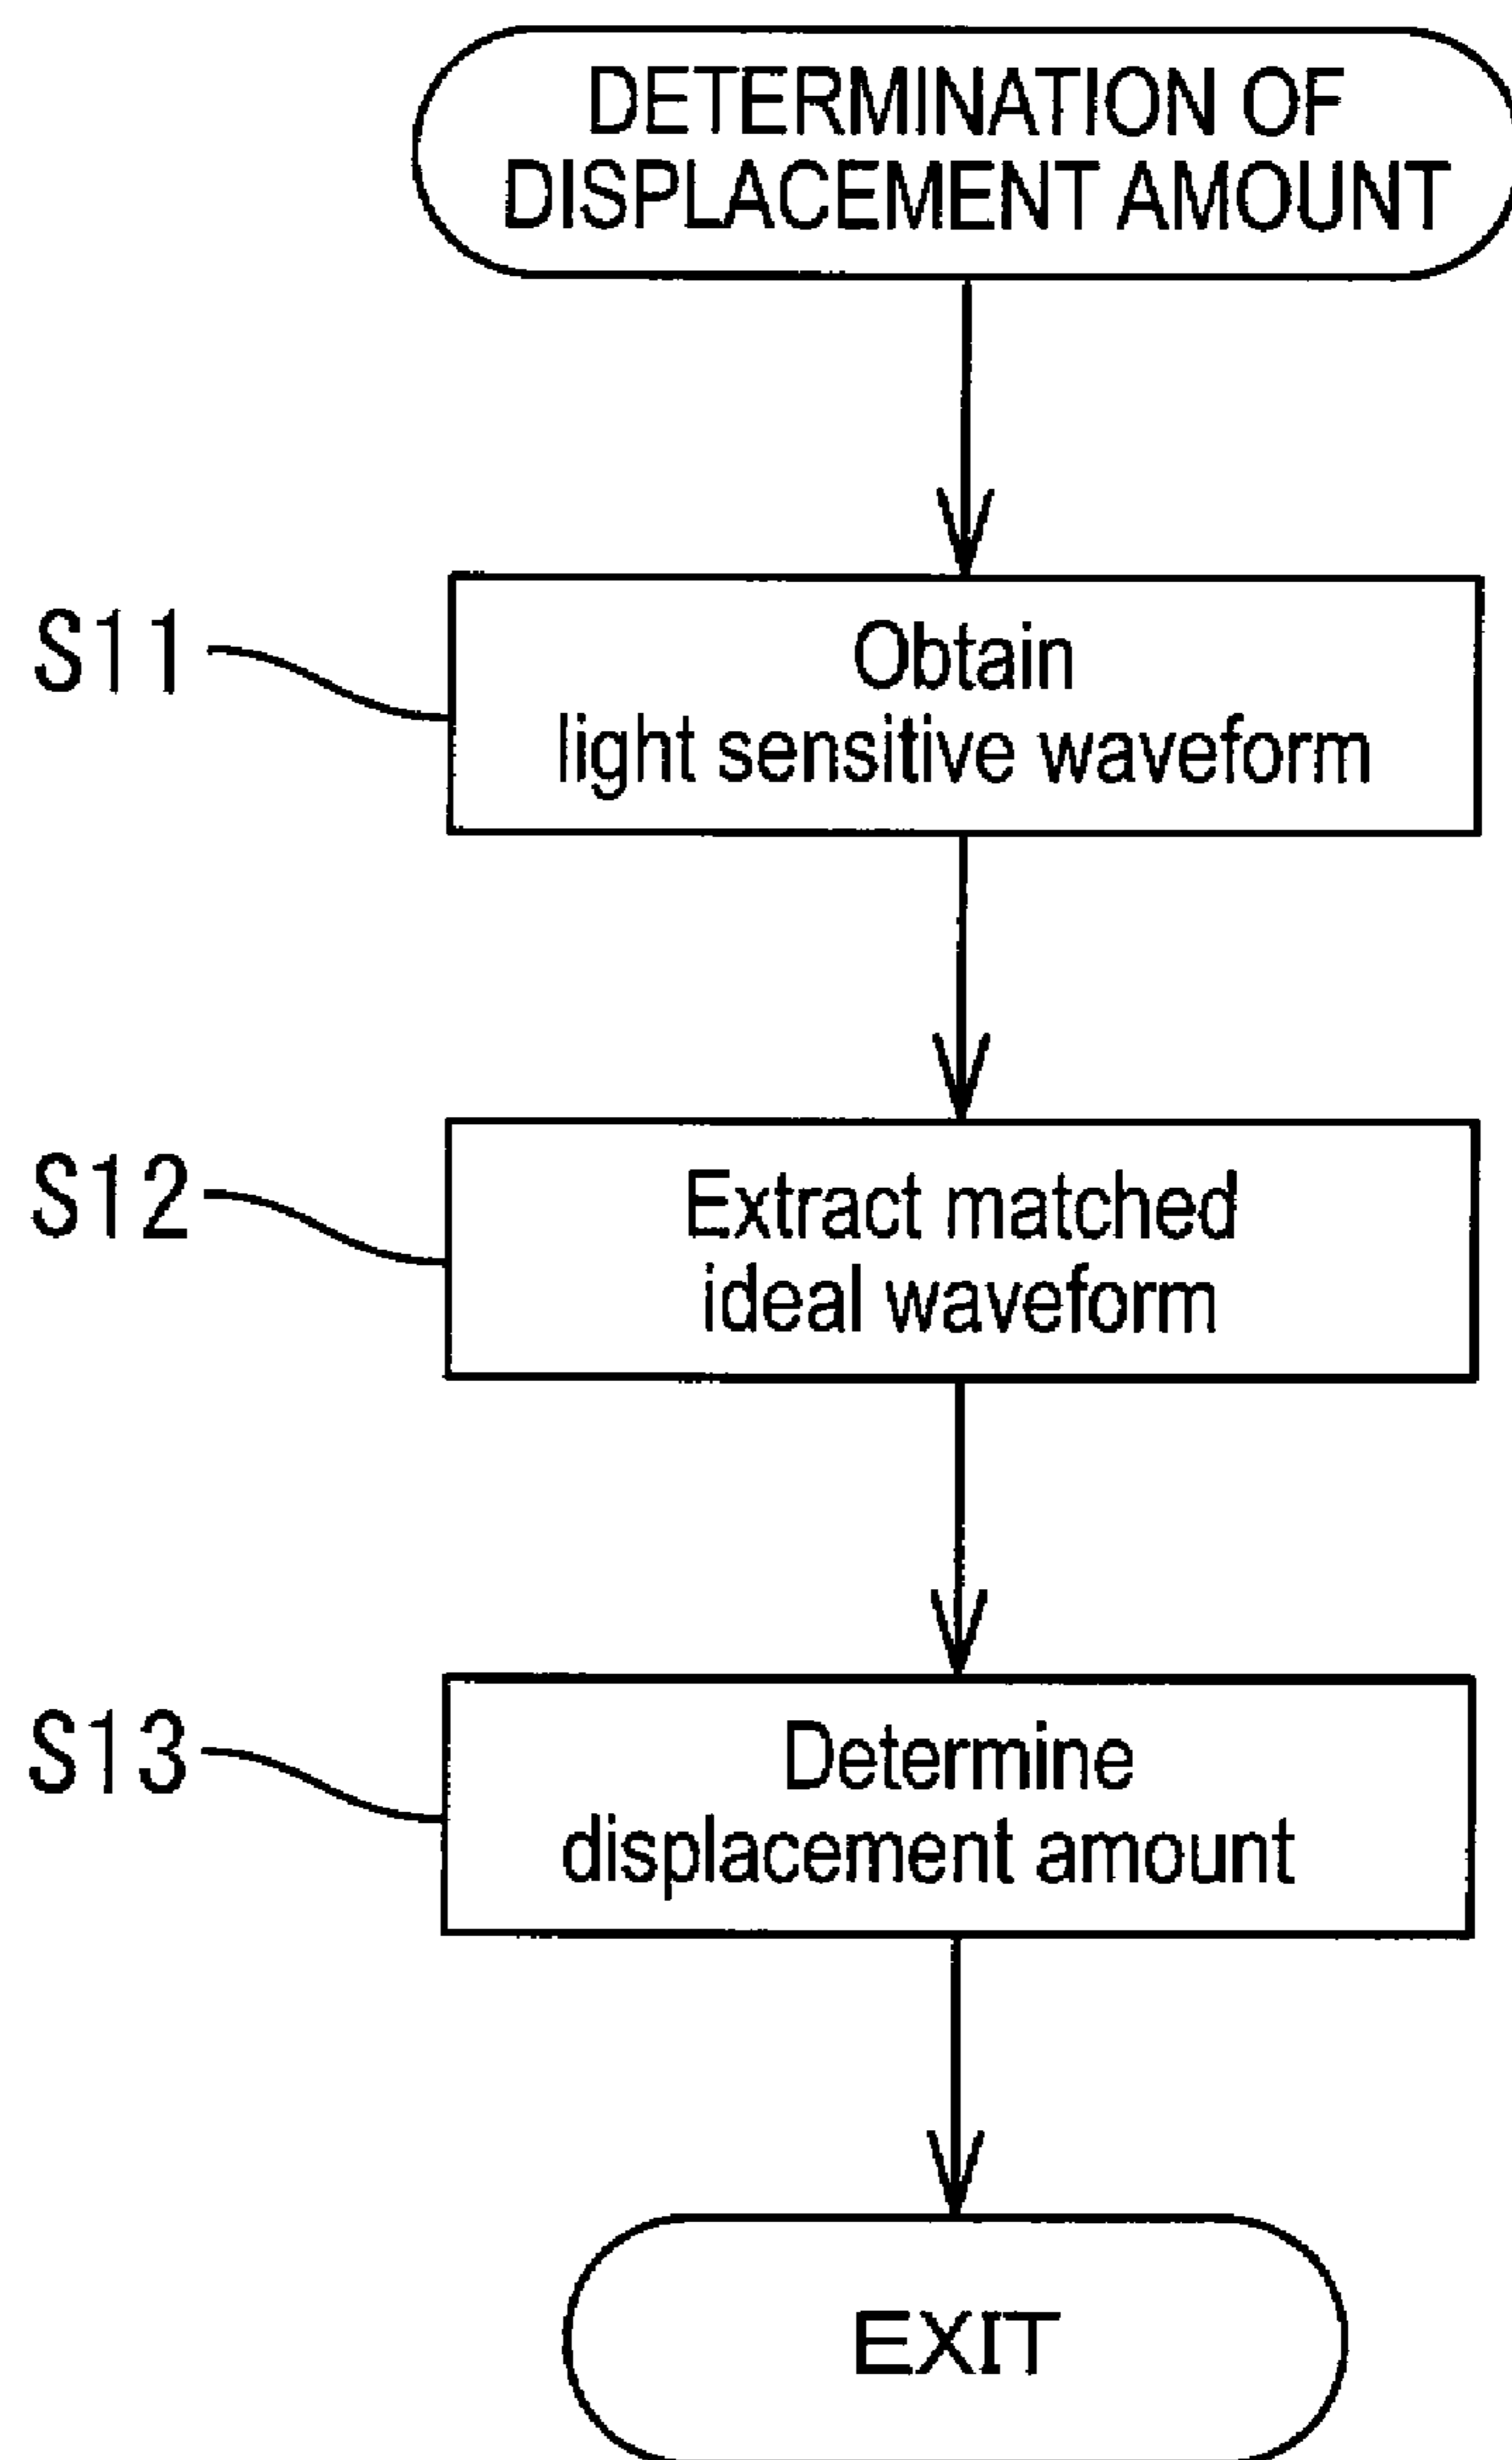 DETERMINATION OF
DISPLACEMENT AMOUNT
S11
Obtain
light sensitive waveform
S12
Extract matched
ideal waveform
S13
Determine
displacement amount
EXIT